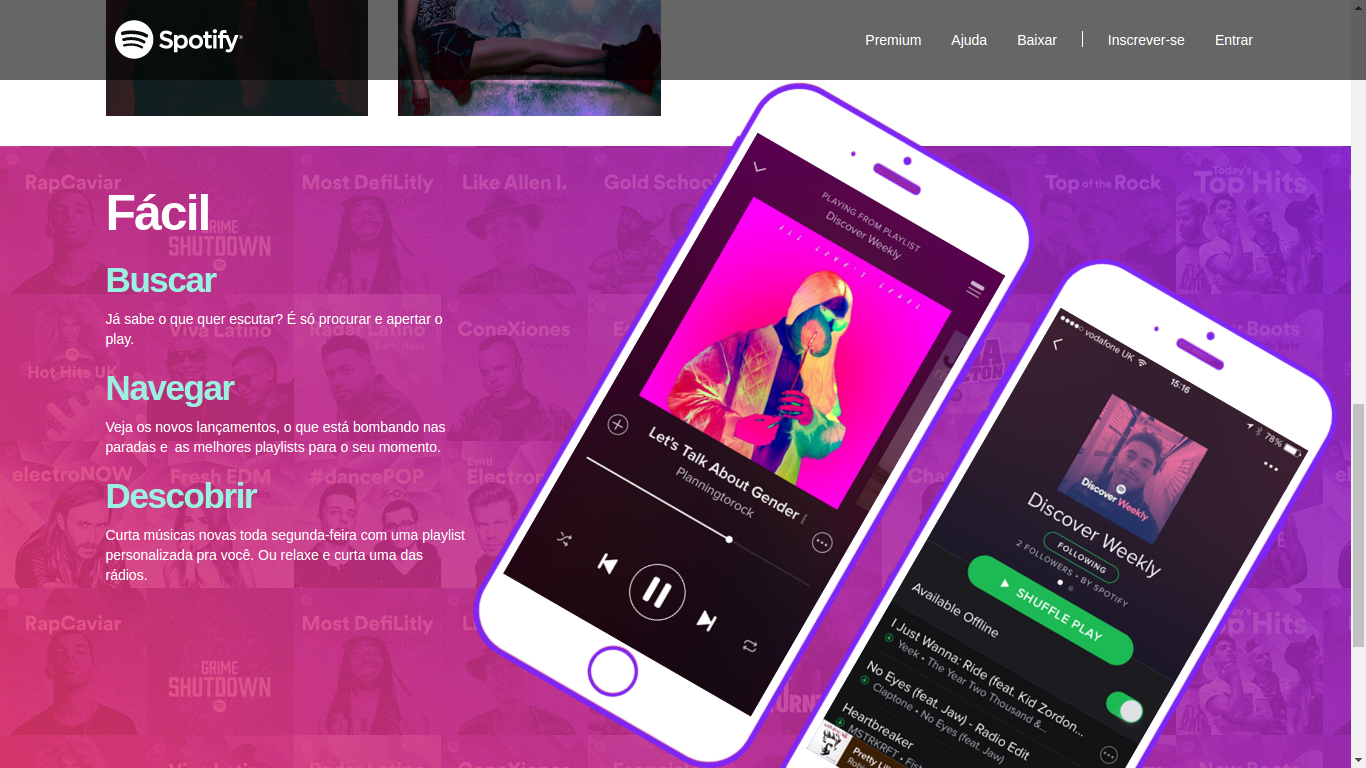 Spotify
Premium
Ajuda
Baixar
Inscrever-se
Entrar
Fácil
Buscar
Já sabe o que quer escutar? É só procurar e apertar o
play.
Navegar
Veja os novos lançamentos, o que está bombando nas
paradas e  as melhores playlists para o seu momento.
Descobrir
Curta músicas novas toda segunda-feira com uma playlist
personalizada pra você. Ou relaxe e curta uma das
rádios.
RapCaviar
GRIME
SHUTDOWN
Most DefiLitly
Like Allen I.
Gold School
Top of the Rock
Today's
Top Hits
Hot Hits UK
Viva Latino
Radar Latino
ConeXiones
New Boots
electroNOW
Fresh EDM
#dancePOP
Esntl
Electror
RapCaviar
GRIME
SHUTDOWN
Most DefiLitly
PLAYING FROM PLAYLIST
Discover Weekly
Let's Talk About Gender
Planningtorock
vodafone UK
15:16
78%
Discover Weekly
Discover Weekly
FOLLOWING
2 FOLLOWERS • BY SPOTIFY
SHUFFLE PLAY
Available Offline
I Just Wanna: Ride (feat. Kid Zordon...
Yeek • The Year Two Thousand &...
No Eyes (feat. Jaw) - Radio Edit
Claptone • No Eyes (feat. Jaw)
Heartbreaker
MSTRKRFT • Fist